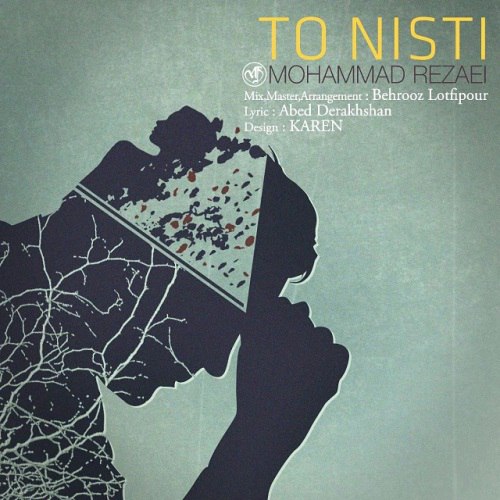 TO NISTI
MOHAMMAD REZAEI
Mix,Master,Arrangement : Behrooz Lotfipour
Lyric : Abed Derakhshan
Design : KAREN